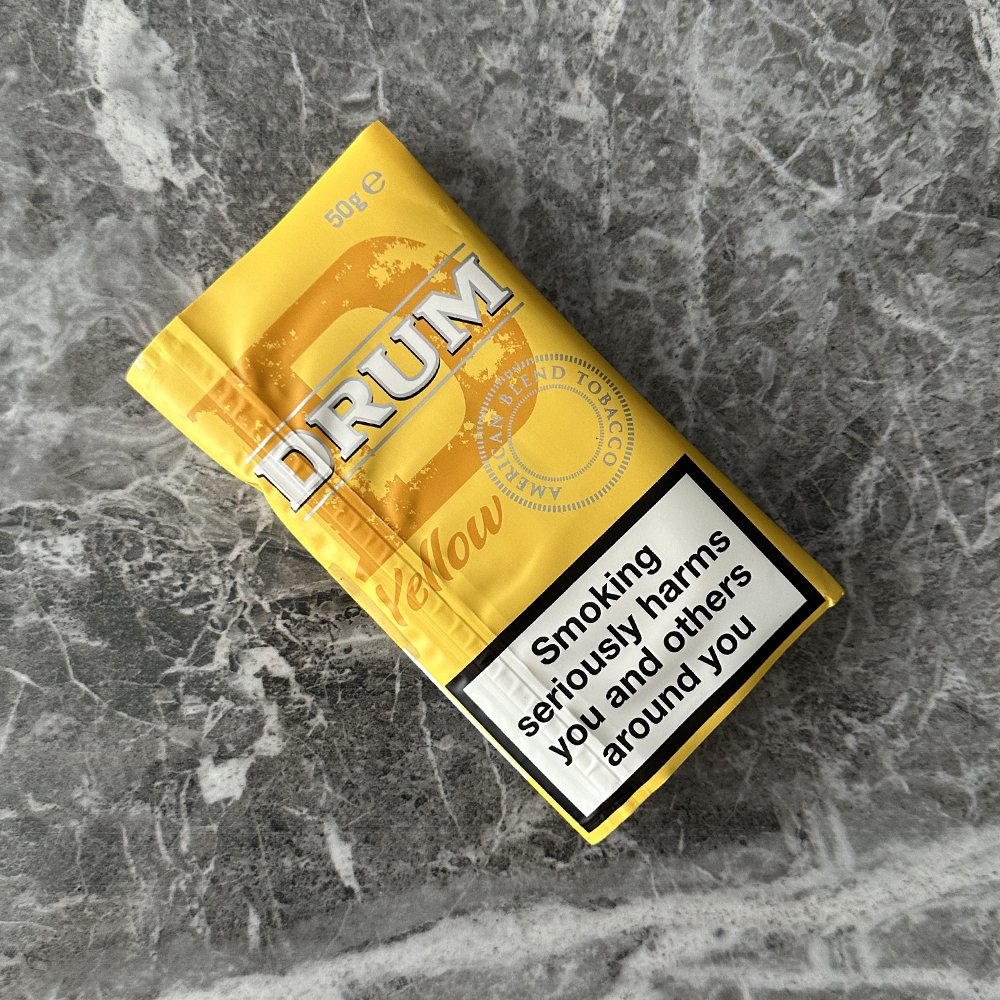 50g ℮
DRUM
AMERICAN BLEND TOBACCO
Yellow
Smoking
seriously harms
you and others
around you